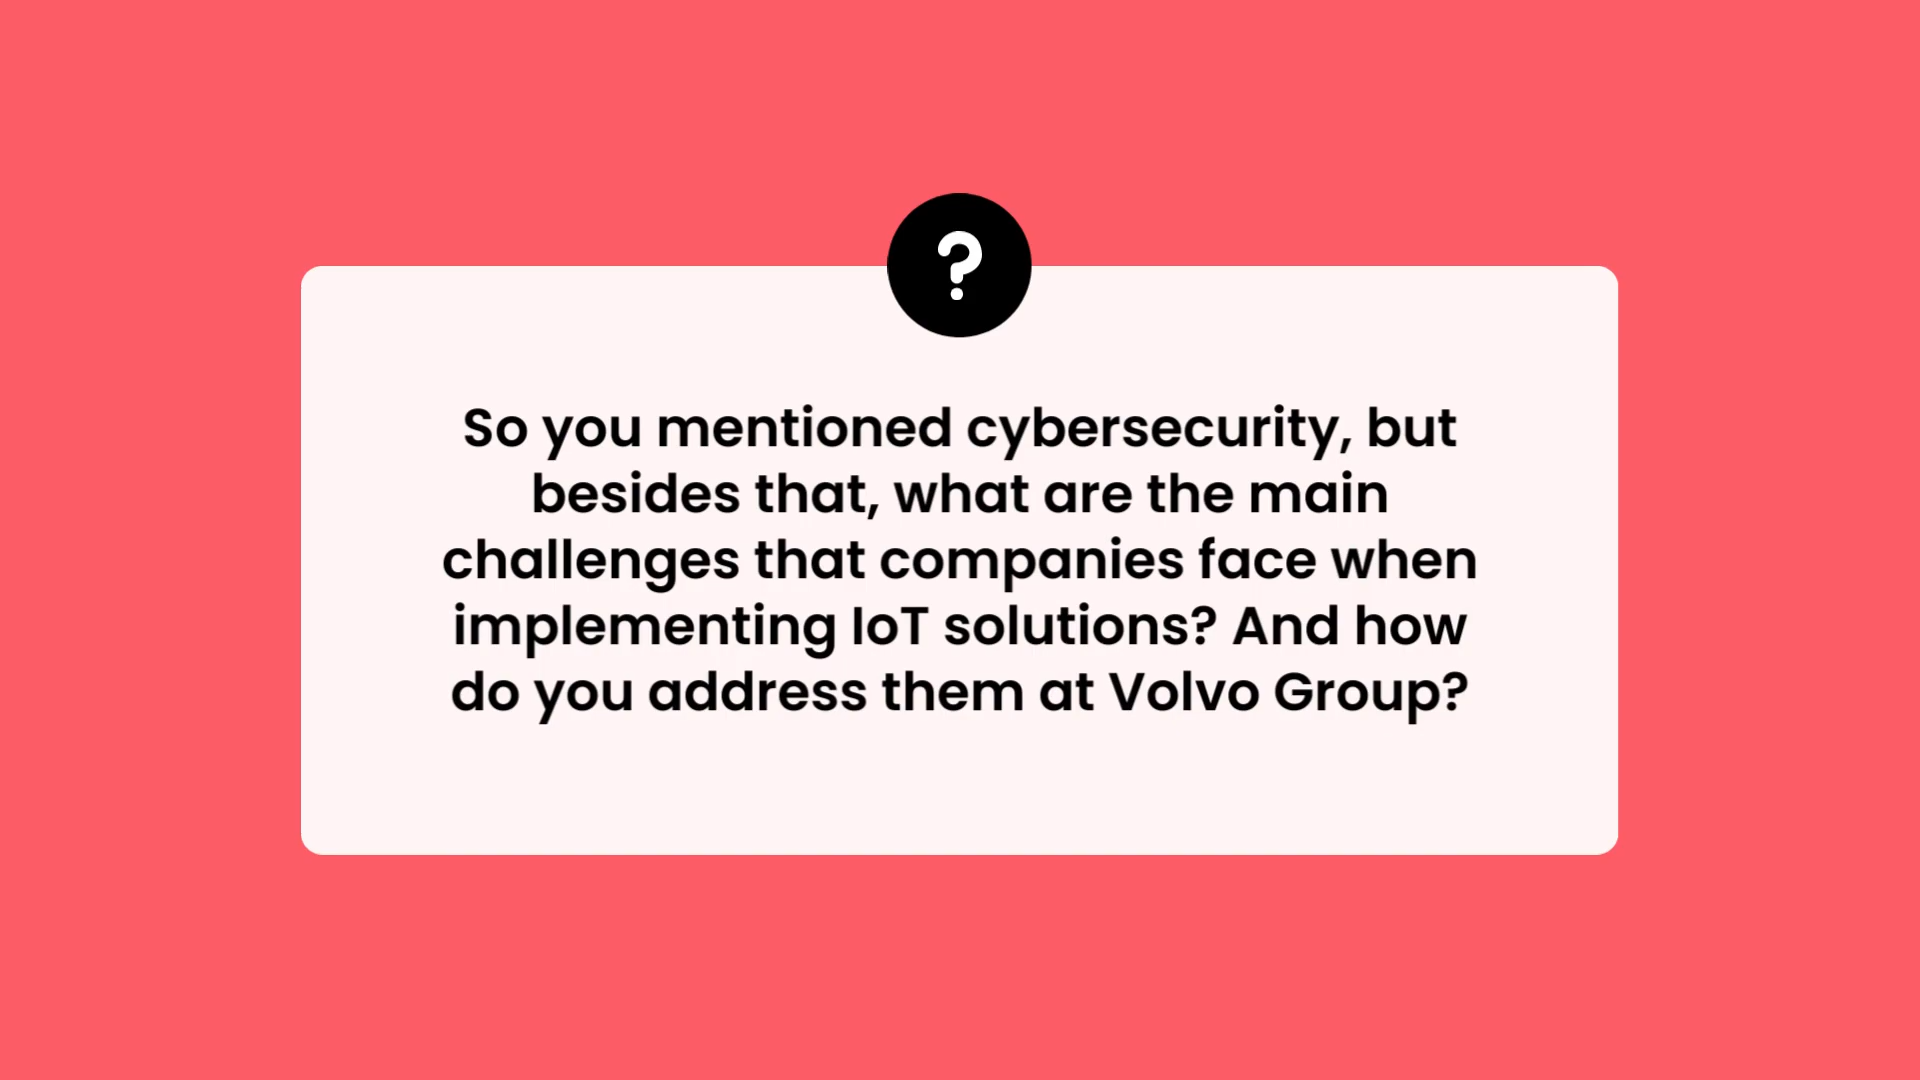 ?
So you mentioned cybersecurity, but
besides that, what are the main
challenges that companies face when
implementing IoT solutions? And how
do you address them at Volvo Group?